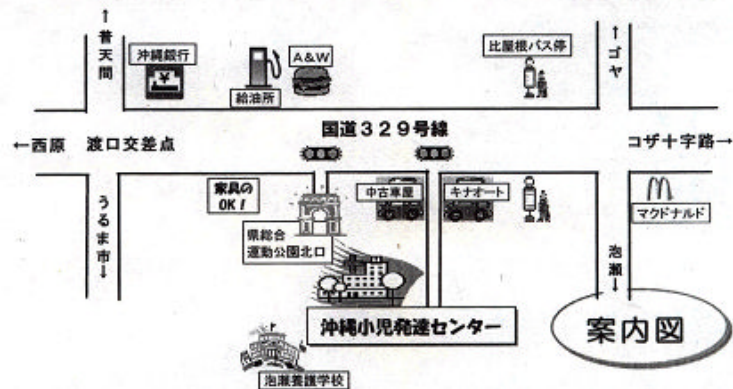 ↑普天間
沖縄銀行
¥
給油所
A&W
比屋根バス停
↑ゴヤ
国道329号線
←西原
渡口交差点
コザ十字路→
うるま市↓
家具の
OK!
県総合
運動公園北口
中古車屋
キナオート
マクドナルド
泡瀬↓
沖縄小児発達センター
泡瀬養護学校
案内図